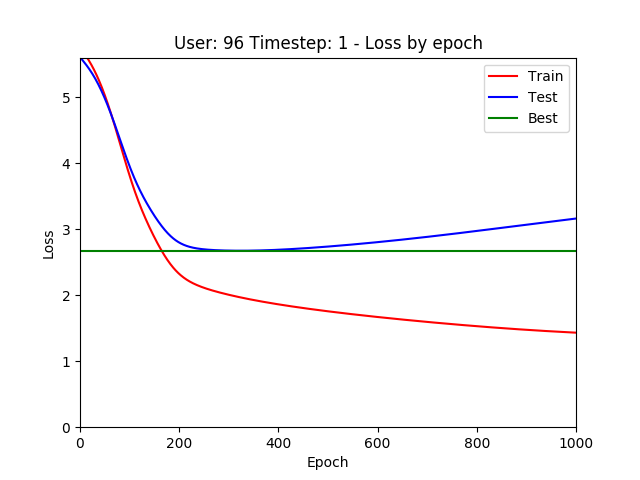 User: 96 Timestep: 1 - Loss by epoch
Train
Test
Best
Loss
5
4
3
2
1
0
0 200 400 600 800 1000
Epoch